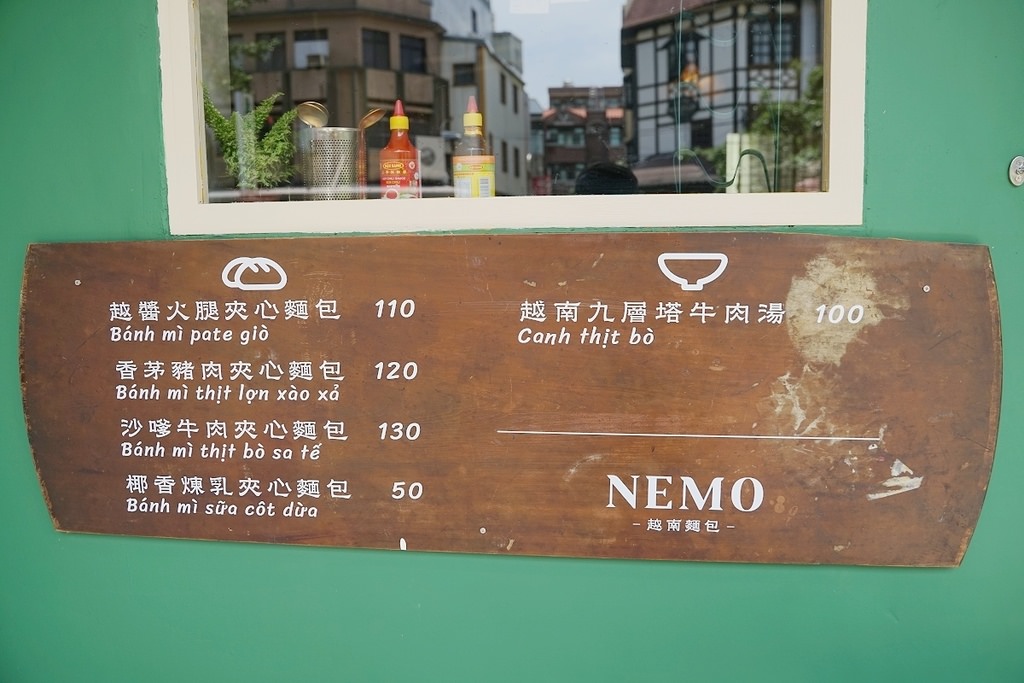 越醬火腿夾心麵包 110
Bánh mì pate giò
香茅豬肉夾心麵包 120
Bánh mì thịt lợn xào xả
沙嗲牛肉夾心麵包 130
Bánh mì thịt bò sa tế
椰香煉乳夾心麵包 50
Bánh mì sữa côt dừa
越南九層塔牛肉湯 100
Canh thịt bò
NEMO
– 越南麵包 –